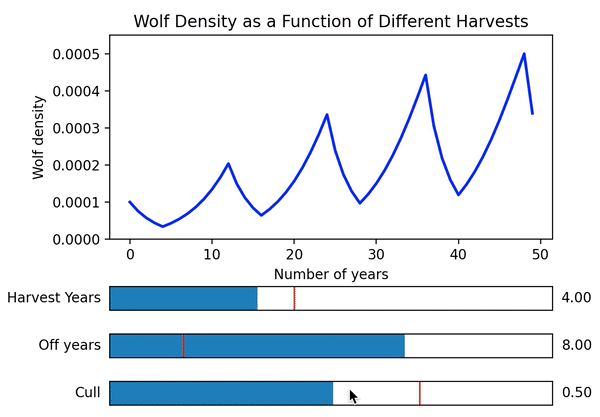 Wolf Density as a Function of Different Harvests
0.0005
0.0004
0.0003
0.0002
0.0001
0.0000
Wolf density
0 10 20 30 40 50
Number of years
Harvest Years 4.00
Off years 8.00
Cull 0.50